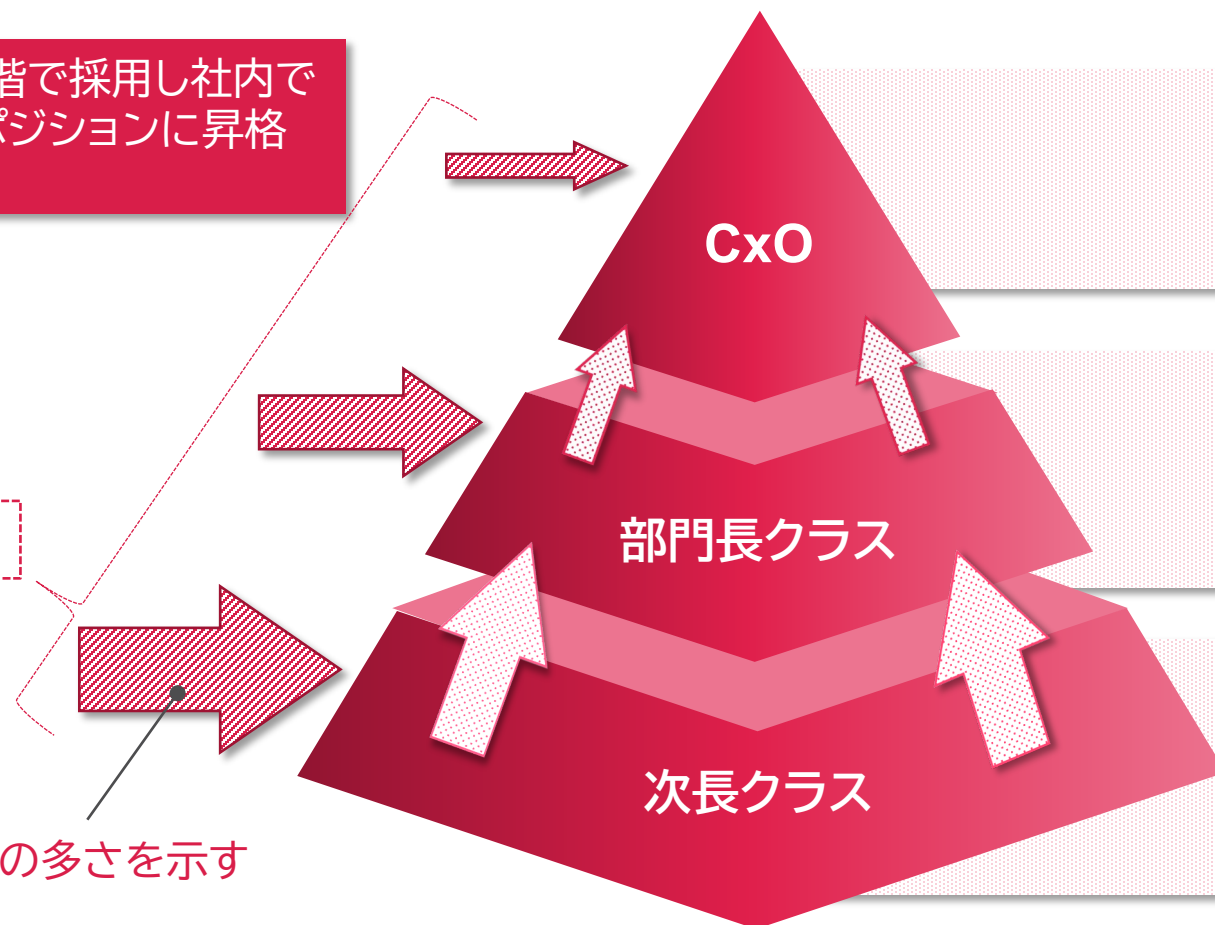 階で採用し社内で
ポジションに昇格
CxO
部門長クラス
次長クラス
の多さを示す